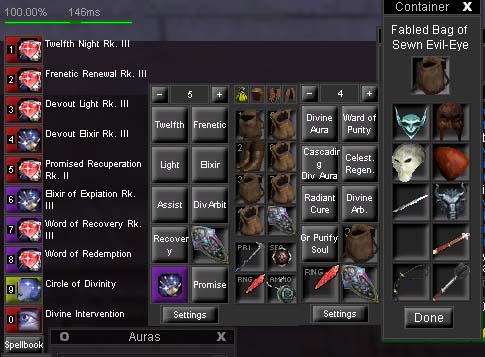 100.00% 146ms
1 Twelfth Night Rk. III
2 Frenetic Renewal Rk. III
3 Devout Light Rk. III
4 Devout Elixir Rk. III
5 Promised Recuperation
Rk. II
6 Elixir of Expiation Rk.
III
7 Word of Recovery Rk.
III
8 Word of Redemption
9 Circle of Divinity
0 Divine Intervention
Spellbook
O Auras X
− 5 +
Twelfth Frenetic
Light Elixir
Assist DivArbit
Recover
y
Promise
Settings
2
2
PRI SEC
RNG AMMO
− 4 +
Divine
Aura
Ward of
Purity
Cascadin
g
Div Aura
Celest.
Regen.
Radiant
Cure
Divine
Arb.
Gr Purify
Soul
RNG
Settings
Container X
Fabled Bag of
Sewn Evil-Eye
Done